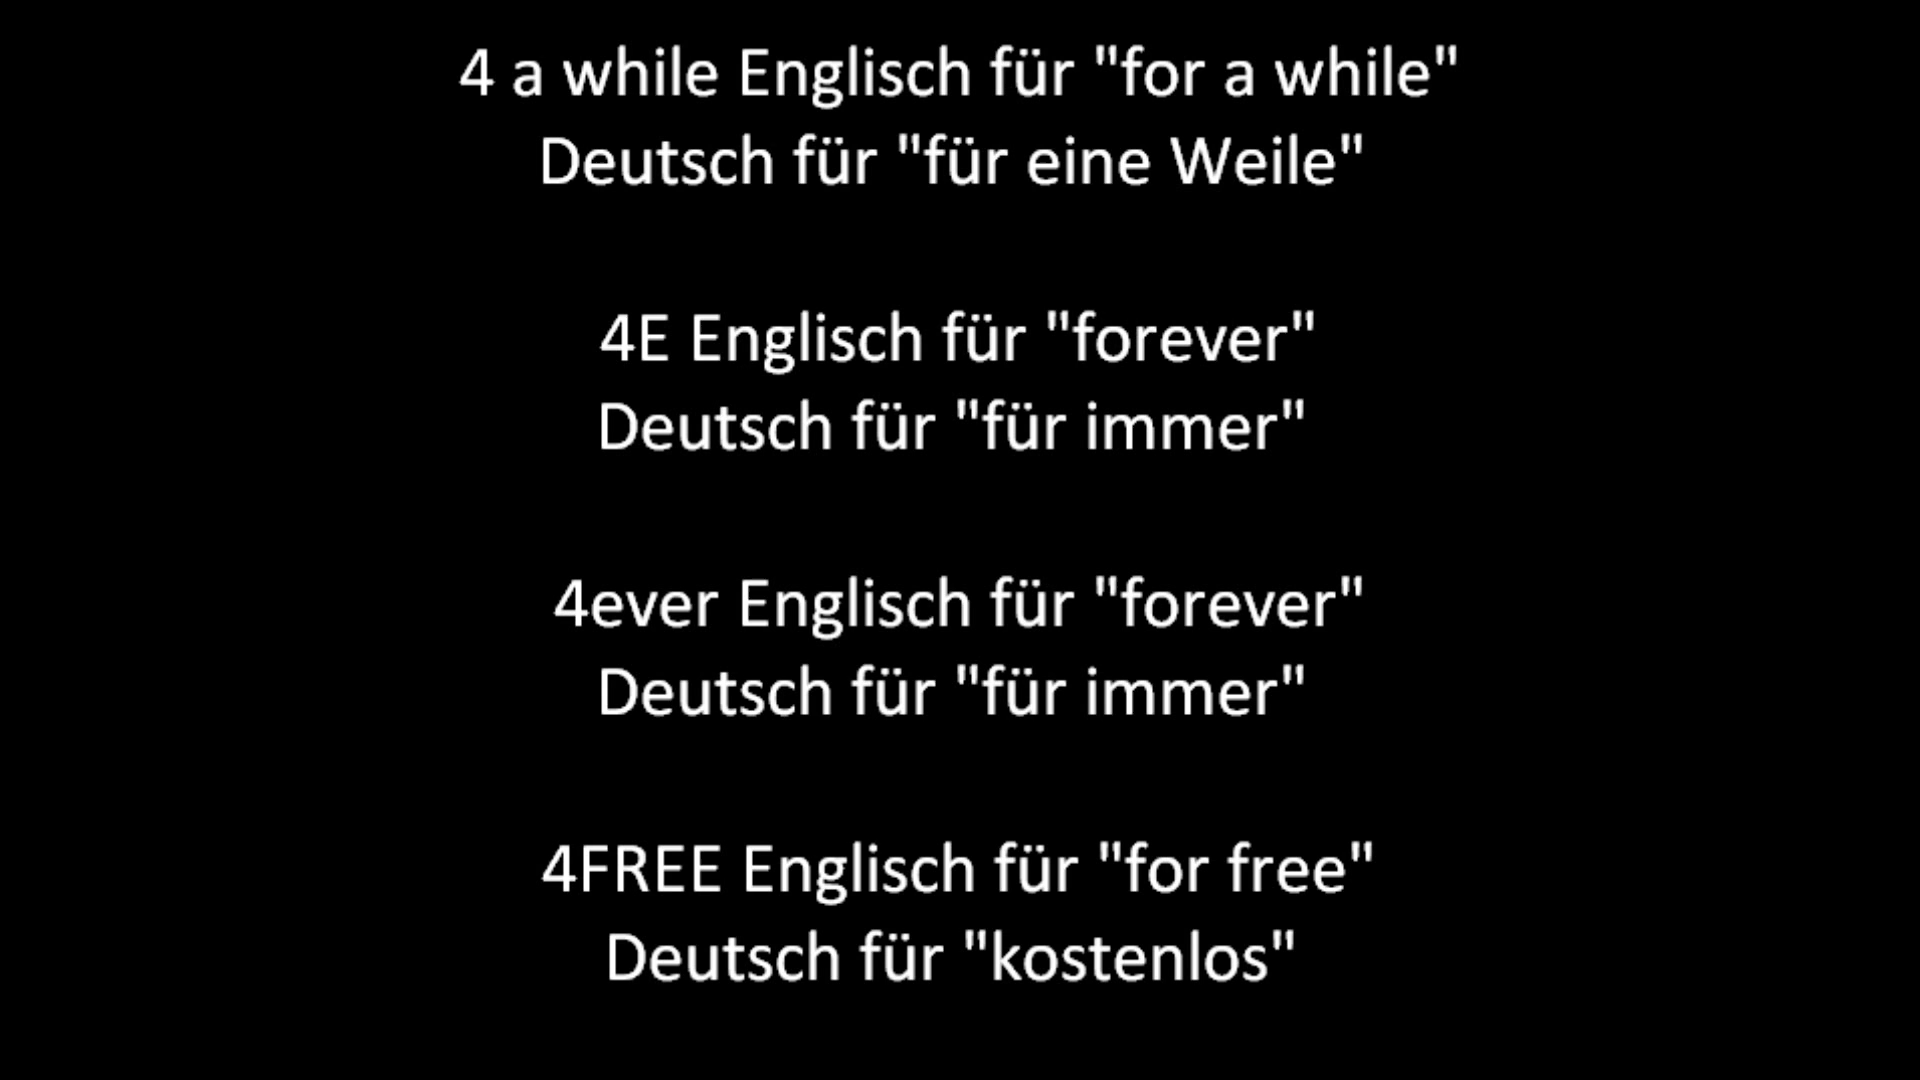 4 a while Englisch für "for a while"
Deutsch für "für eine Weile"
4E Englisch für "forever"
Deutsch für "für immer"
4ever Englisch für "forever"
Deutsch für "für immer"
4FREE Englisch für "for free"
Deutsch für "kostenlos"